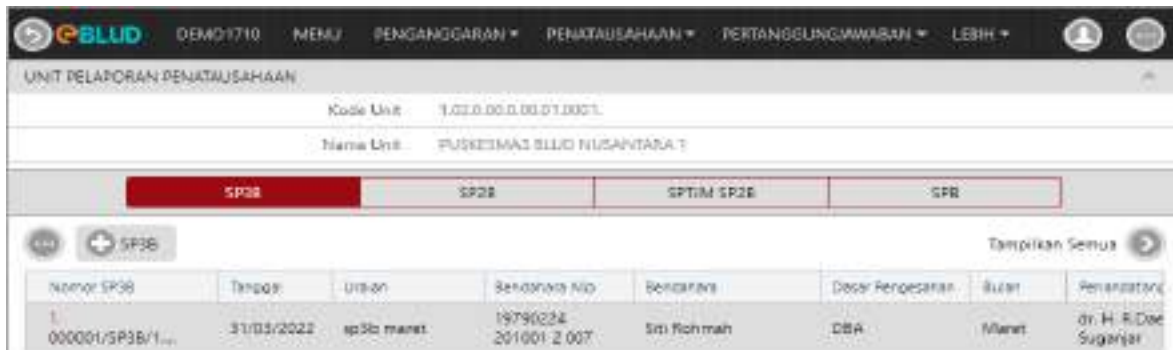 eBLUD DEMO1710 MENU PENGANGGARAN PENATAUSAHAAN PERTANGGUNGJAWABAN LEBIH
UNIT PELAPORAN PENATAUSAHAAN
Kode Unit 1.02.0.00.0.00.01.0001.
Nama Unit PUSKESMAS BLUD NUSANTARA 1
SP3B SP2B SPTJM SP2B SPB
SP3B Tampilkan Semua
Nomor SP3B Tanggal Uraian Bendahara Nip Bendahara Dasar Pengesahan Bulan Penandatang
1.
000001/SP3B/1... 31/03/2022 sp3b maret 19790224 201001 2 007 Siti Rohmah DBA Maret dr. H. R.Dae Suganjar